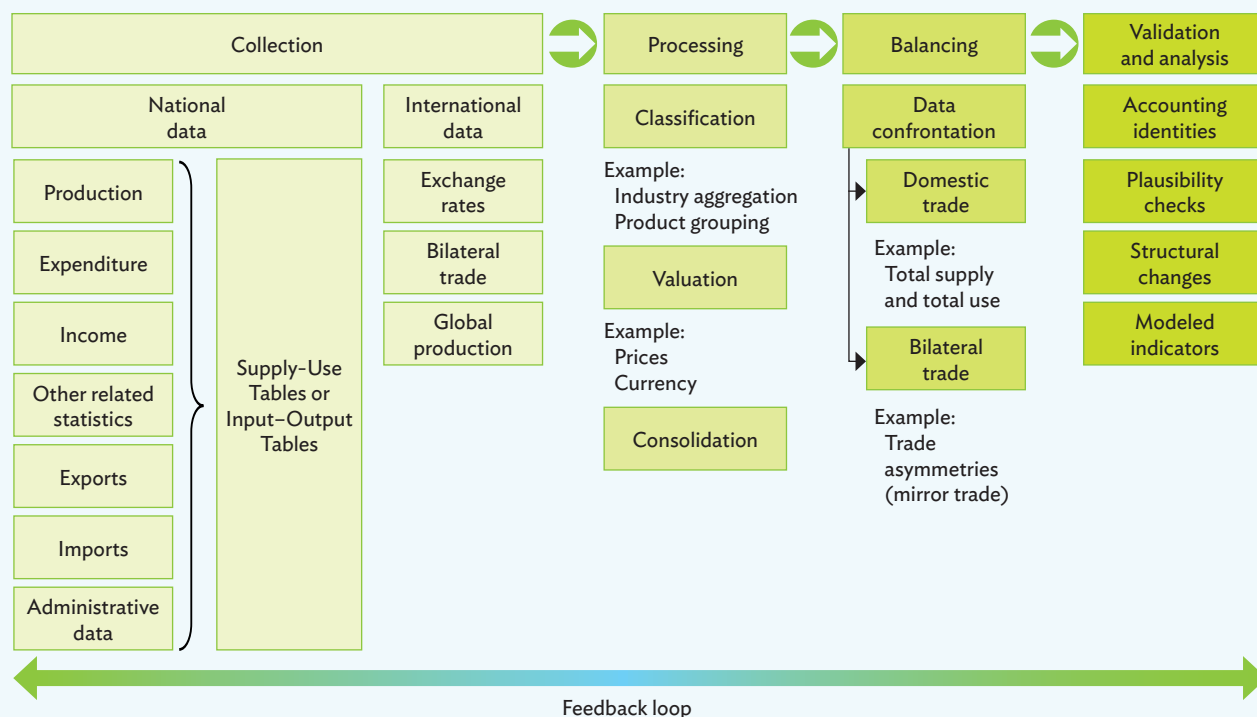 Collection
Processing
Balancing
Validation
and analysis
National
data
International
data
Classification
Data
confrontation
Accounting
identities
Production
Expenditure
Income
Other related
statistics
Exports
Imports
Administrative
data
Supply–Use
Tables or
Input–Output
Tables
Exchange
rates
Bilateral
trade
Global
production
Example:
Industry aggregation
Product grouping
Valuation
Example:
Prices
Currency
Consolidation
Domestic
trade
Example:
Total supply
and total use
Bilateral
trade
Example:
Trade
asymmetries
(mirror trade)
Plausibility
checks
Structural
changes
Modeled
indicators
Feedback loop